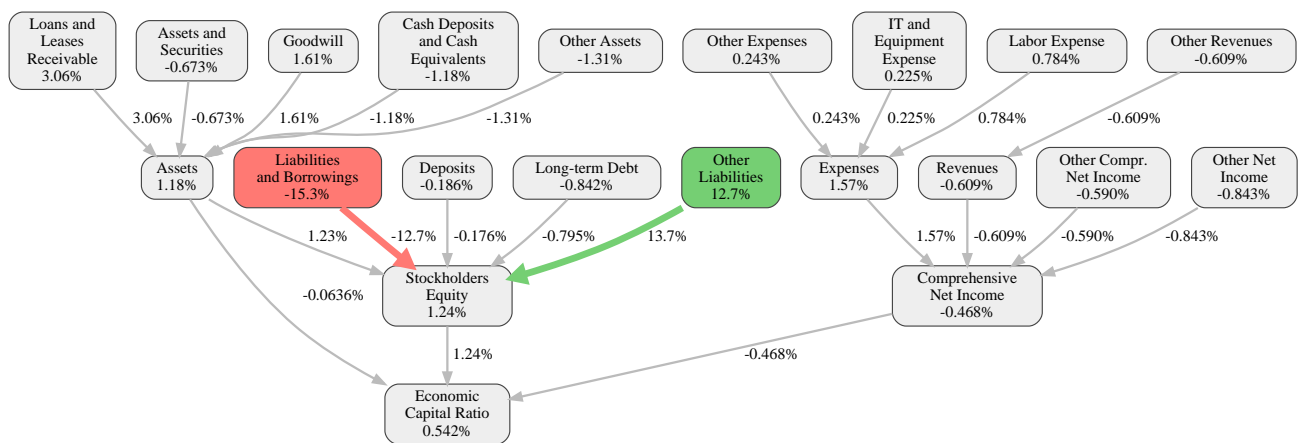 Loans and
Leases
Receivable
3.06%
Assets and
Securities
-0.673%
Goodwill
1.61%
Cash Deposits
and Cash
Equivalents
-1.18%
Other Assets
-1.31%
Other Expenses
0.243%
IT and
Equipment
Expense
0.225%
Labor Expense
0.784%
Other Revenues
-0.609%
3.06%
-0.673%
1.61%
-1.18%
-1.31%
0.243%
0.225%
0.784%
-0.609%
Assets
1.18%
Liabilities
and Borrowings
-15.3%
Deposits
-0.186%
Long-term Debt
-0.842%
Other
Liabilities
12.7%
Expenses
1.57%
Revenues
-0.609%
Other Compr.
Net Income
-0.590%
Other Net
Income
-0.843%
1.23%
-12.7%
-0.176%
-0.795%
13.7%
1.57%
-0.609%
-0.590%
-0.843%
-0.0636%
Stockholders
Equity
1.24%
Comprehensive
Net Income
-0.468%
1.24%
-0.468%
Economic
Capital Ratio
0.542%